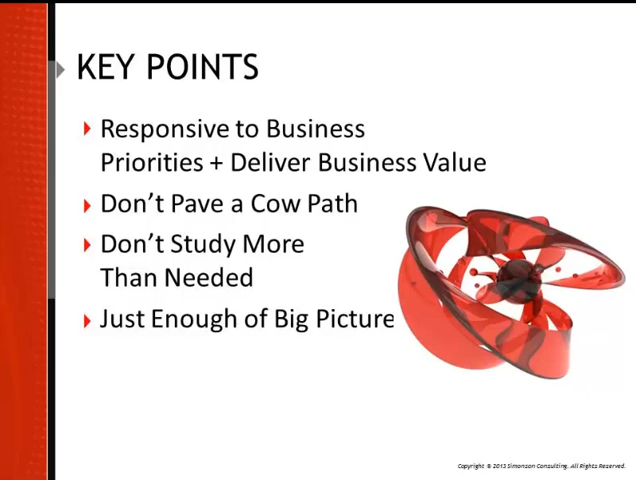 KEY POINTS
Responsive to Business
Priorities + Deliver Business Value
Don't Pave a Cow Path
Don't Study More
Than Needed
Just Enough of Big Picture
Copyright © 2013 Simonson Consulting. All Rights Reserved.